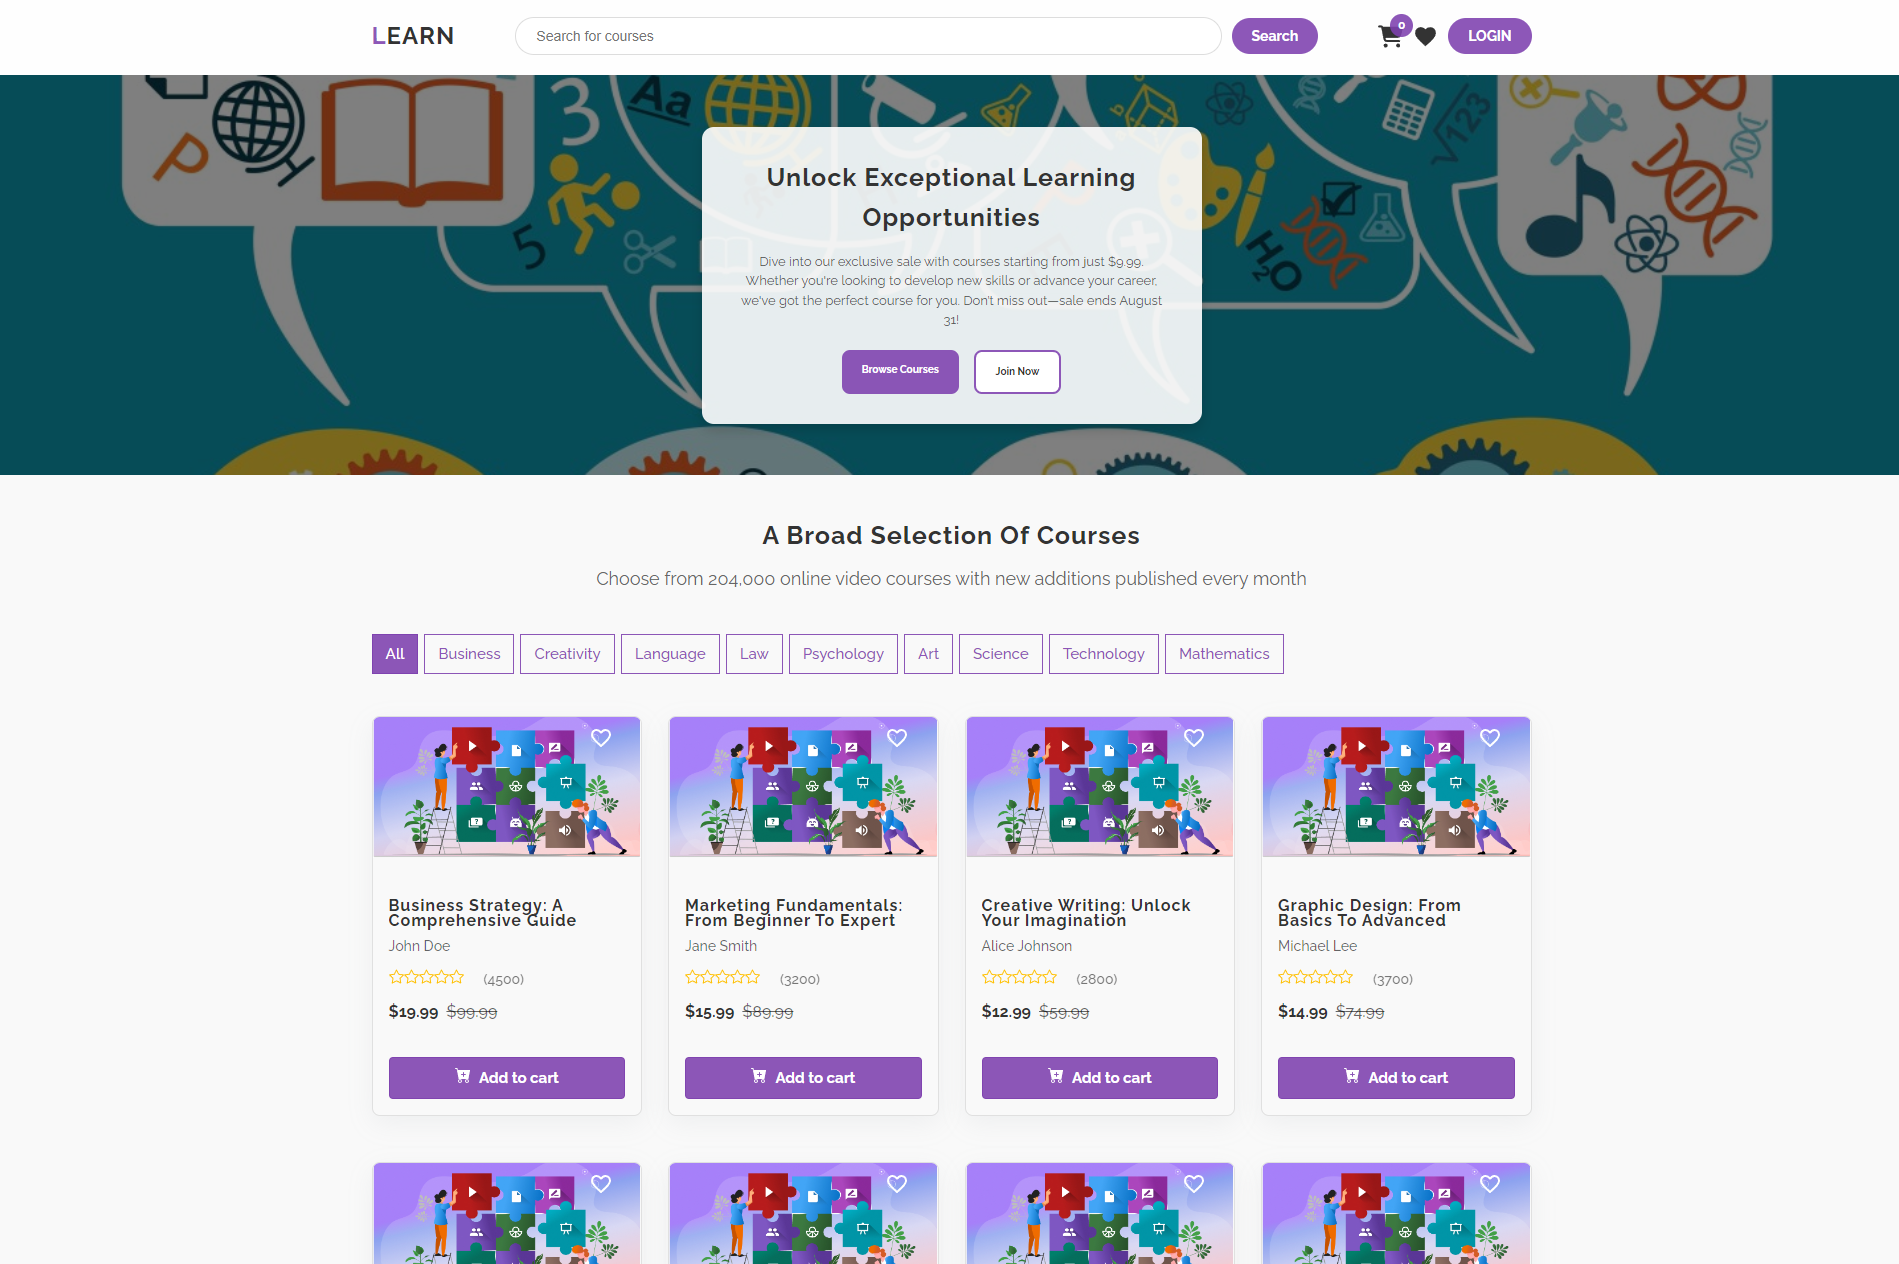 LEARN
Search for courses
Search
0
LOGIN
Aa
3
P
5
H2O
√123
Unlock Exceptional Learning
Opportunities
Dive into our exclusive sale with courses starting from just $9.99.
Whether you're looking to develop new skills or advance your career,
we've got the perfect course for you. Don't miss out—sale ends August
31!
Browse Courses
Join Now
A Broad Selection Of Courses
Choose from 204,000 online video courses with new additions published every month
All
Business
Creativity
Language
Law
Psychology
Art
Science
Technology
Mathematics
Business Strategy: A
Comprehensive Guide
John Doe
(4500)
$19.99 $99.99
Add to cart
Marketing Fundamentals:
From Beginner To Expert
Jane Smith
(3200)
$15.99 $89.99
Add to cart
Creative Writing: Unlock
Your Imagination
Alice Johnson
(2800)
$12.99 $59.99
Add to cart
Graphic Design: From
Basics To Advanced
Michael Lee
(3700)
$14.99 $74.99
Add to cart